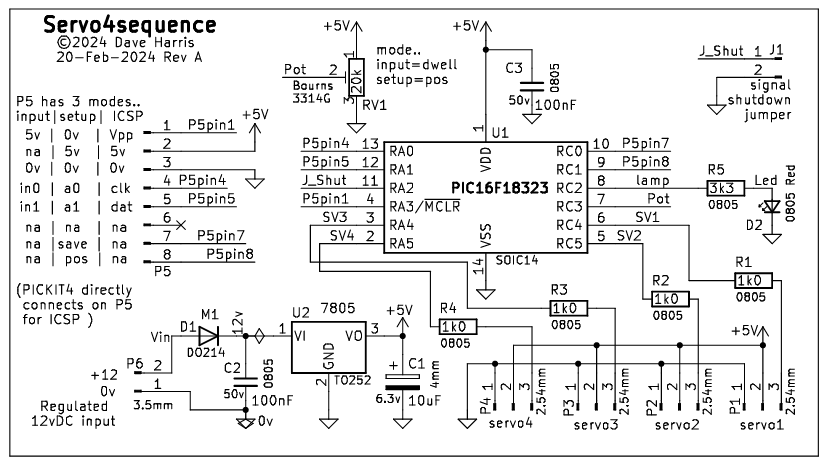 Servo4sequence
©2024 Dave Harris
20-Feb-2024 Rev A
P5 has 3 modes..
input|setup| ICSP
5v | 0v | Vpp 1 P5pin1
na | 5v | 5v 2 +5V
0v | 0v | 0v 3
in0 | a0 | clk 4 P5pin4
in1 | a1 | dat 5 P5pin5
na | na | na 6
na |save | na 7 P5pin7
na | pos | na 8 P5pin8
P5
(PICKIT4 directly
connects on P5
for ICSP )
+5V
Pot 2 1 3 20k
Bourns
3314G
RV1
mode..
input=dwell
setup=pos
+5V
C3
0805
50v
100nF
J_Shut 1 J1
2
signal
shutdown
jumper
1 U1
VDD
PIC16F18323
VSS
14
SOIC14
P5pin4 13 RA0
P5pin5 12 RA1
J_Shut 11 RA2
P5pin1 4 RA3/MCLR
SV3 3 RA4
SV4 2 RA5
RC0 10 P5pin7
RC1 9 P5pin8
RC2 8 lamp
RC3 7 Pot
RC4 6 SV1
RC5 5 SV2
R5
3k3
0805
Led
D2
0805 Red
R1
1k0
0805
R2
1k0
0805
R3
1k0
0805
R4
1k0
0805
Vin
D1
M1
DO214
12v
P6 2
+12
0v 1
3.5mm
Regulated
12vDC input
C2
0805
50v
100nF
0v
U2 7805
1 VI VO 3
GND
2
TO252
+5V
C1
4mm
+
6.3v
10uF
+5V
P4 1 2 3 2.54mm
servo4
P3 1 2 3 2.54mm
servo3
P2 1 2 3 2.54mm
servo2
P1 1 2 3 2.54mm
servo1